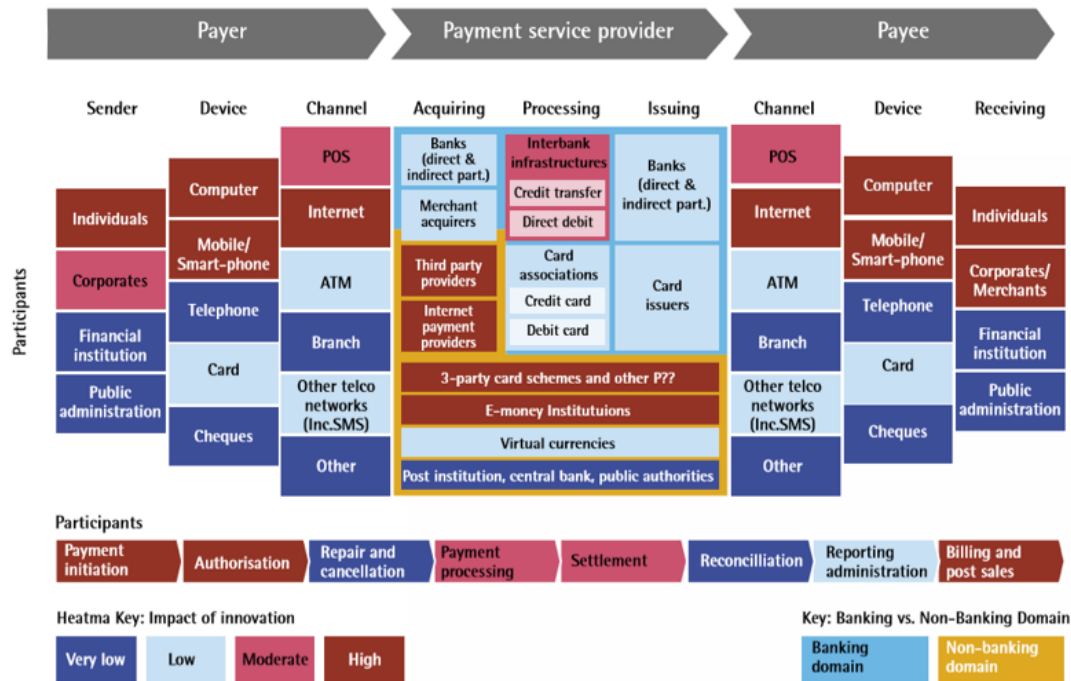 Payer
Payment service provider
Payee
Sender
Device
Channel
Acquiring
Processing
Issuing
Channel
Device
Receiving
Participants
Individuals
Corporates
Financial
institution
Public
administration
Computer
Mobile/
Smart-phone
Telephone
Card
Cheques
POS
Internet
ATM
Branch
Other telco
networks
(Inc.SMS)
Other
Banks
(direct &
indirect part.)
Merchant
acquirers
Third party
providers
Internet
payment
providers
Interbank
infrastructures
Credit transfer
Direct debit
Card
associations
Credit card
Debit card
Banks
(direct &
indirect part.)
Card
issuers
3-party card schemes and other P??
E-money Institutuions
Virtual currencies
Post institution, central bank, public authorities
POS
Internet
ATM
Branch
Other telco
networks
(Inc.SMS)
Other
Computer
Mobile/
Smart-phone
Telephone
Card
Cheques
Individuals
Corporates/
Merchants
Financial
institution
Public
administration
Participants
Payment
initiation
Authorisation
Repair and
cancellation
Payment
processing
Settlement
Reconcilliation
Reporting
administration
Billing and
post sales
Heatma Key: Impact of innovation
Very low
Low
Moderate
High
Key: Banking vs. Non-Banking Domain
Banking
domain
Non-banking
domain